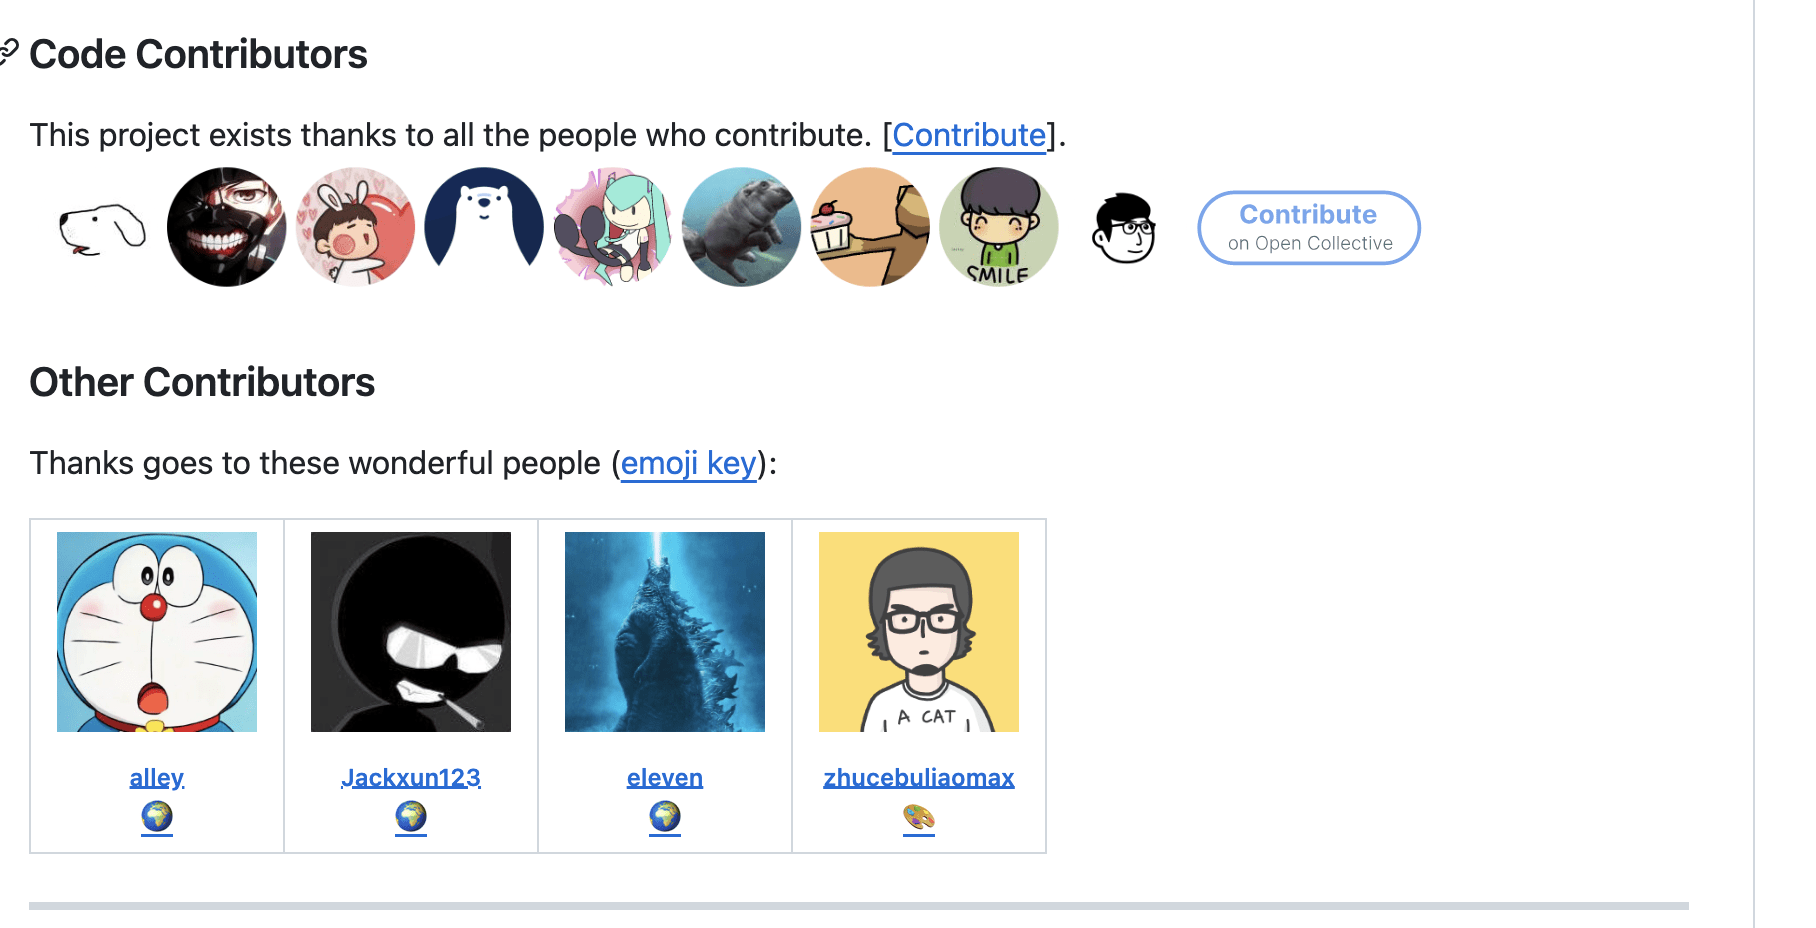 Code Contributors
This project exists thanks to all the people who contribute. [Contribute].
SMILE
Contribute
on Open Collective
Other Contributors
Thanks goes to these wonderful people (emoji key):
A CAT
alley
Jackxun123
eleven
zhucebuliaomax